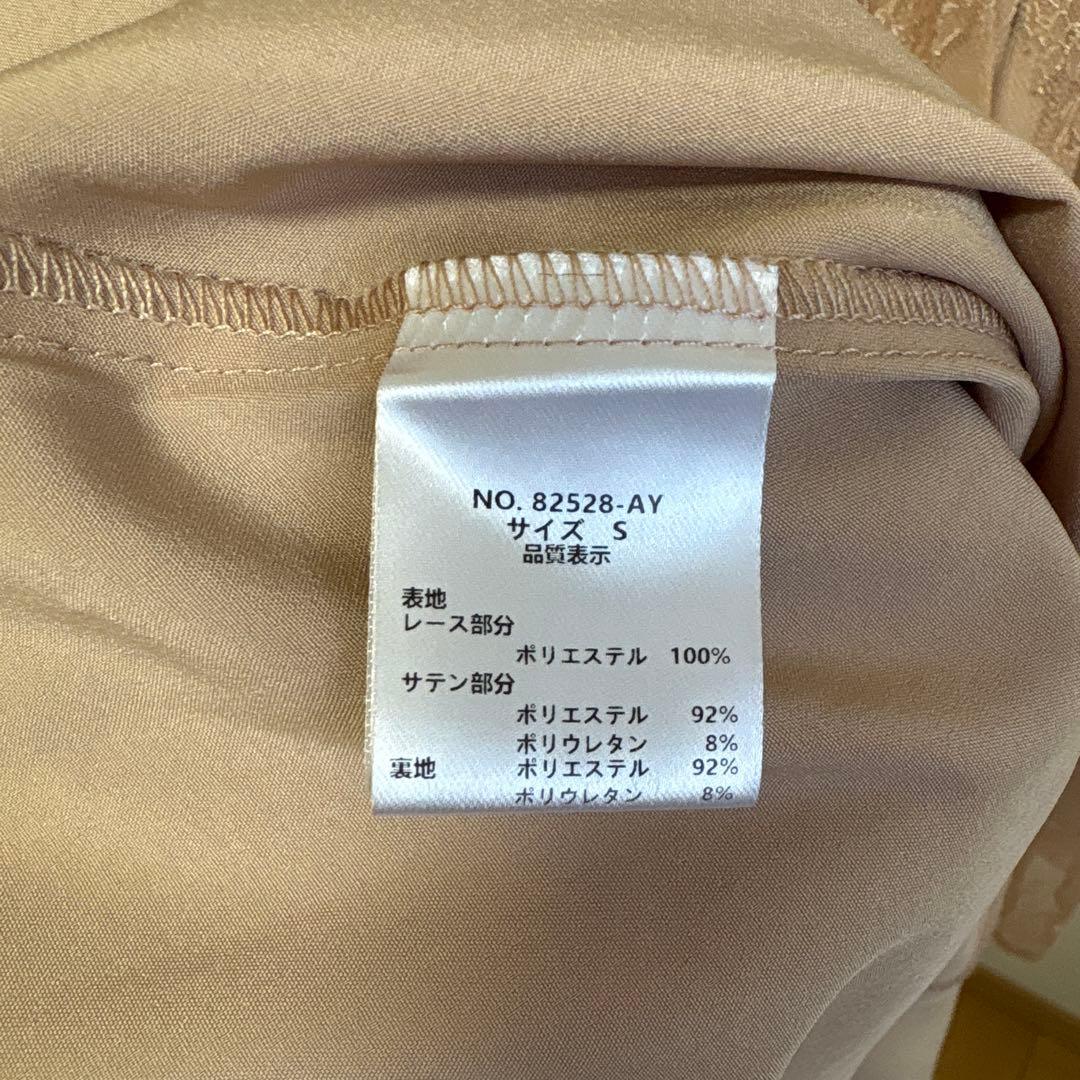 NO. 82528-AY
サイズ S
品質表示
表地
レース部分
ポリエステル 100%
サテン部分
ポリエステル 92%
ポリウレタン 8%
裏地 ポリエステル 92%
ポリウレタン 8%